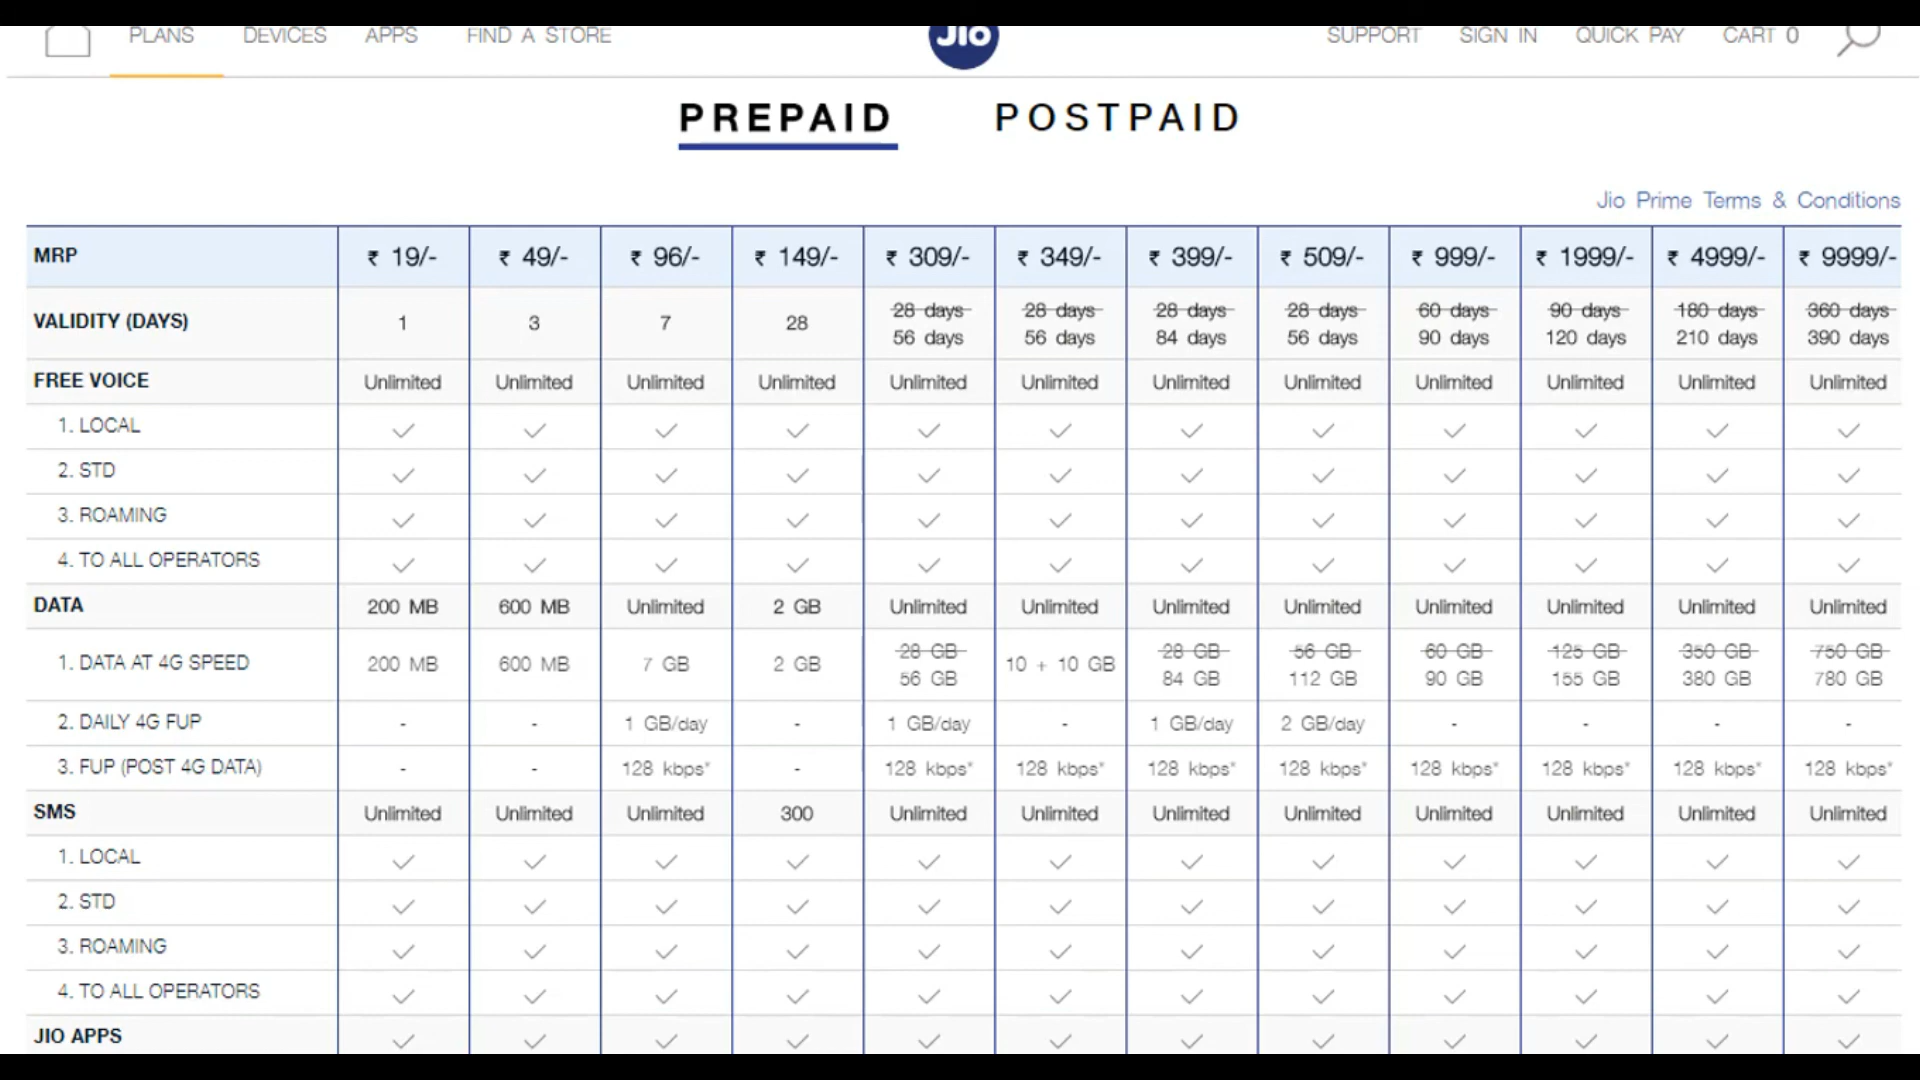 PLANS DEVICES APPS FIND A STORE Jio SUPPORT SIGN IN QUICK PAY CART 0
PREPAID POSTPAID
Jio Prime Terms & Conditions
MRP ₹ 19/- ₹ 49/- ₹ 96/- ₹ 149/- ₹ 309/- ₹ 349/- ₹ 399/- ₹ 509/- ₹ 999/- ₹ 1999/- ₹ 4999/- ₹ 9999/-
28 days 28 days 28 days 28 days 60 days 90 days 180 days 360 days
VALIDITY (DAYS) 1 3 7 28 56 days 56 days 84 days 56 days 90 days 120 days 210 days 390 days
FREE VOICE Unlimited Unlimited Unlimited Unlimited Unlimited Unlimited Unlimited Unlimited Unlimited Unlimited Unlimited Unlimited
1. LOCAL ✓ ✓ ✓ ✓ ✓ ✓ ✓ ✓ ✓ ✓ ✓ ✓
2. STD ✓ ✓ ✓ ✓ ✓ ✓ ✓ ✓ ✓ ✓ ✓ ✓
3. ROAMING ✓ ✓ ✓ ✓ ✓ ✓ ✓ ✓ ✓ ✓ ✓ ✓
4. TO ALL OPERATORS ✓ ✓ ✓ ✓ ✓ ✓ ✓ ✓ ✓ ✓ ✓ ✓
DATA 200 MB 600 MB Unlimited 2 GB Unlimited Unlimited Unlimited Unlimited Unlimited Unlimited Unlimited Unlimited
28 GB 28 GB 56 GB 60 GB 125 GB 350 GB 750 GB
1. DATA AT 4G SPEED 200 MB 600 MB 7 GB 2 GB 56 GB 10 + 10 GB 84 GB 112 GB 90 GB 155 GB 380 GB 780 GB
2. DAILY 4G FUP - - 1 GB/day - 1 GB/day - 1 GB/day 2 GB/day - - - -
3. FUP (POST 4G DATA) - - 128 kbps* - 128 kbps* 128 kbps* 128 kbps* 128 kbps* 128 kbps* 128 kbps* 128 kbps* 128 kbps*
SMS Unlimited Unlimited Unlimited 300 Unlimited Unlimited Unlimited Unlimited Unlimited Unlimited Unlimited Unlimited
1. LOCAL ✓ ✓ ✓ ✓ ✓ ✓ ✓ ✓ ✓ ✓ ✓ ✓
2. STD ✓ ✓ ✓ ✓ ✓ ✓ ✓ ✓ ✓ ✓ ✓ ✓
3. ROAMING ✓ ✓ ✓ ✓ ✓ ✓ ✓ ✓ ✓ ✓ ✓ ✓
4. TO ALL OPERATORS ✓ ✓ ✓ ✓ ✓ ✓ ✓ ✓ ✓ ✓ ✓ ✓
JIO APPS ✓ ✓ ✓ ✓ ✓ ✓ ✓ ✓ ✓ ✓ ✓ ✓